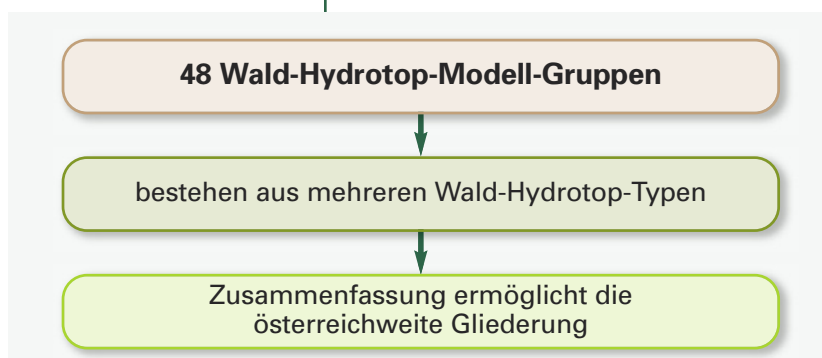 48 Wald-Hydrotop-Modell-Gruppen
bestehen aus mehreren Wald-Hydrotop-Typen
Zusammenfassung ermöglicht die
österreichweite Gliederung